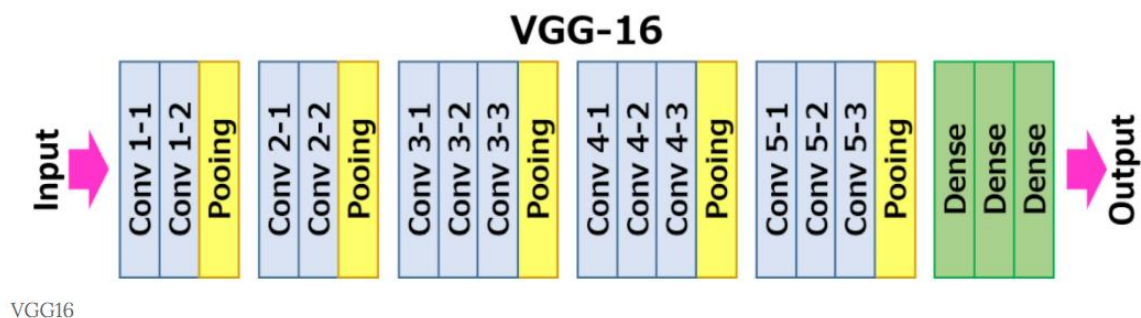 VGG-16
Input
Conv 1-1
Conv 1-2
Pooing
Conv 2-1
Conv 2-2
Pooing
Conv 3-1
Conv 3-2
Conv 3-3
Pooing
Conv 4-1
Conv 4-2
Conv 4-3
Pooing
Conv 5-1
Conv 5-2
Conv 5-3
Pooing
Dense
Dense
Dense
Output
VGG16